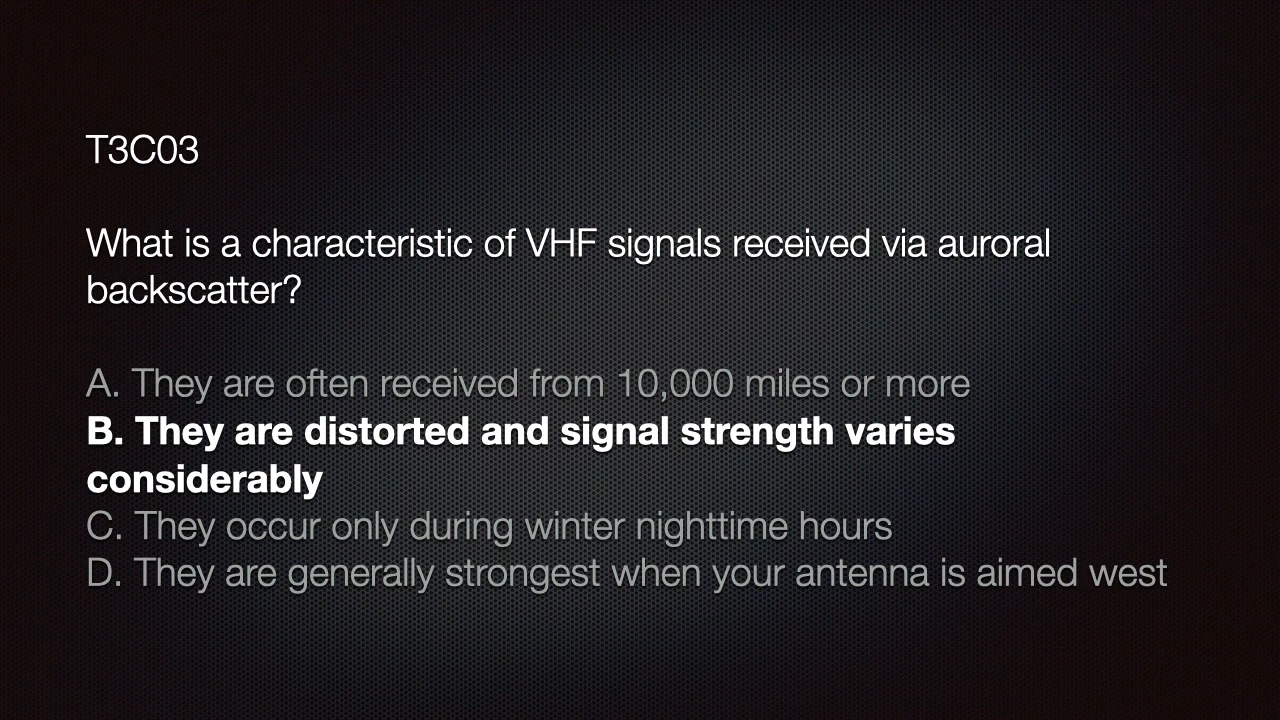 T3C03
What is a characteristic of VHF signals received via auroral
backscatter?
A. They are often received from 10,000 miles or more
B. They are distorted and signal strength varies
considerably
C. They occur only during winter nighttime hours
D. They are generally strongest when your antenna is aimed west